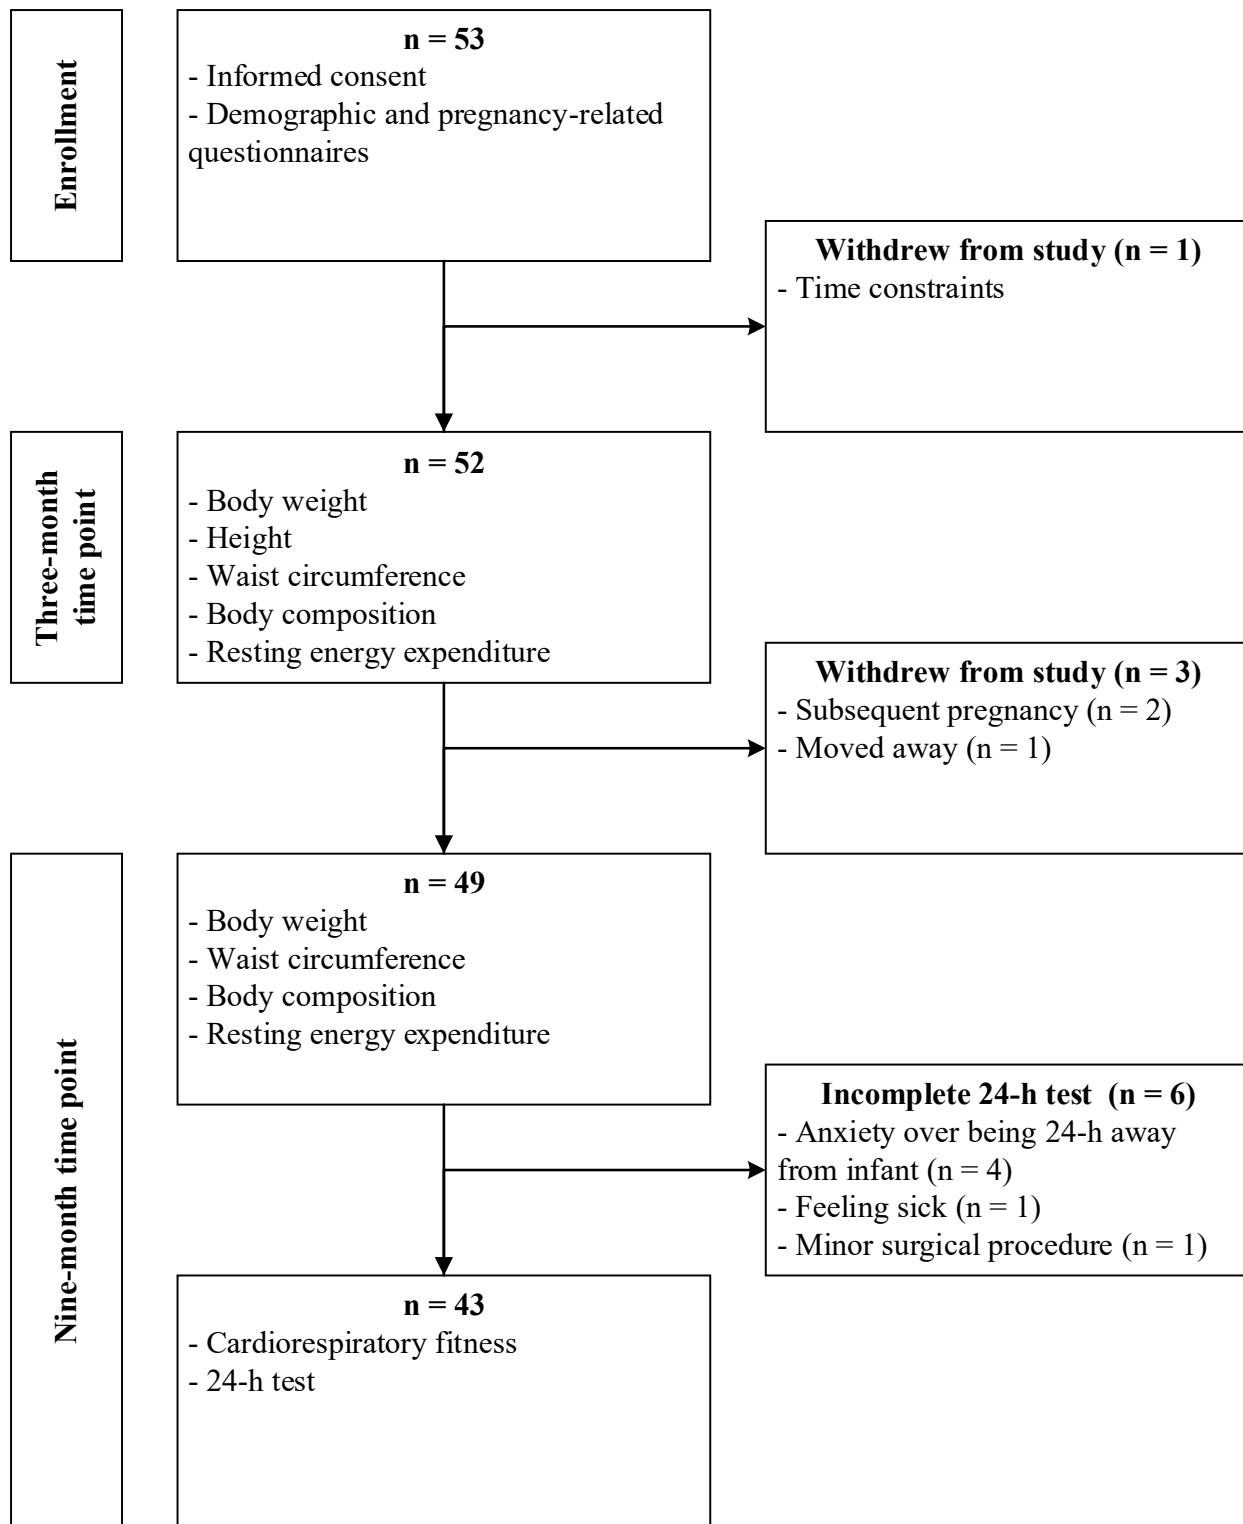 Enrollment
n = 53
- Informed consent
- Demographic and pregnancy-related
questionnaires
Withdrew from study (n = 1)
- Time constraints
Three-month
time point
n = 52
- Body weight
- Height
- Waist circumference
- Body composition
- Resting energy expenditure
Withdrew from study (n = 3)
- Subsequent pregnancy (n = 2)
- Moved away (n = 1)
Nine-month time point
n = 49
- Body weight
- Waist circumference
- Body composition
- Resting energy expenditure
Incomplete 24-h test  (n = 6)
- Anxiety over being 24-h away
from infant (n = 4)
- Feeling sick (n = 1)
- Minor surgical procedure (n = 1)
n = 43
- Cardiorespiratory fitness
- 24-h test